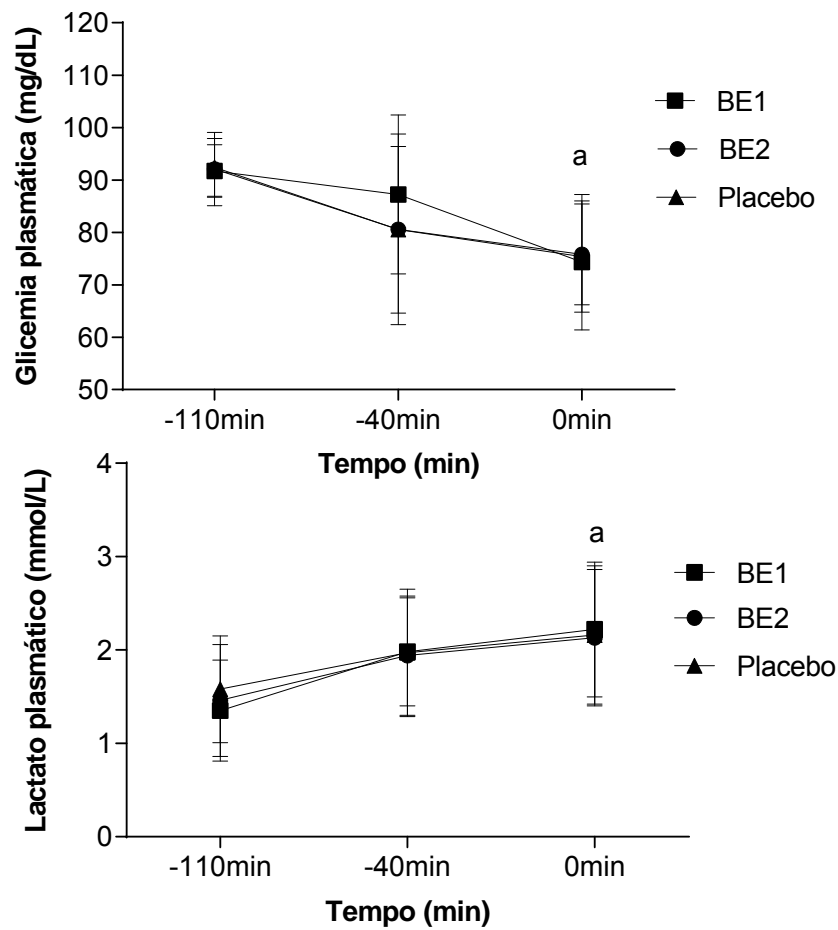 Glicemia plasmática (mg/dL)
120
110
100
90
80
70
60
50
a
BE1
BE2
Placebo
-110min
-40min
0min
Tempo (min)
Lactato plasmático (mmol/L)
4
3
2
1
0
a
BE1
BE2
Placebo
-110min
-40min
0min
Tempo (min)